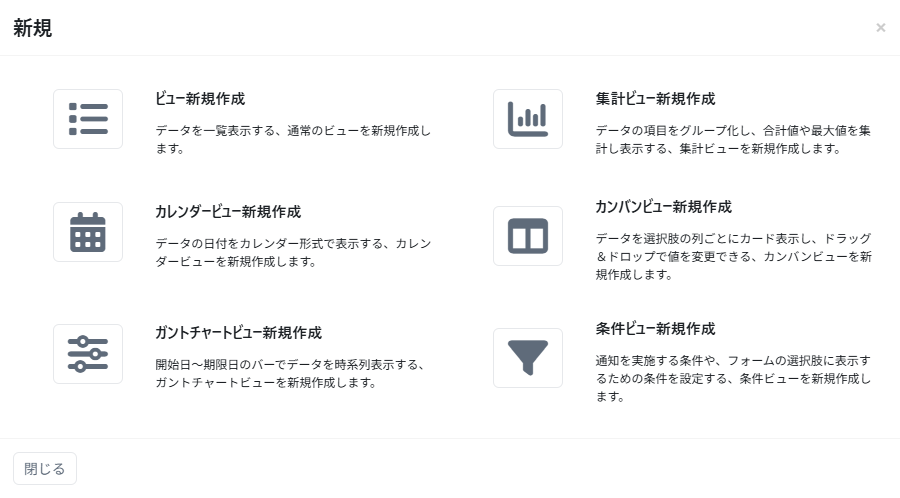 新規
×
ビュー新規作成
データを一覧表示する、通常のビューを新規作成し
ます。
集計ビュー新規作成
データの項目をグループ化し、合計値や最大値を集
計し表示する、集計ビューを新規作成します。
カレンダービュー新規作成
データの日付をカレンダー形式で表示する、カレン
ダービューを新規作成します。
カンバンビュー新規作成
データを選択肢の列ごとにカード表示し、ドラッグ
＆ドロップで値を変更できる、カンバンビューを新
規作成します。
ガントチャートビュー新規作成
開始日～期限日のバーでデータを時系列表示する、
ガントチャートビューを新規作成します。
条件ビュー新規作成
通知を実施する条件や、フォームの選択肢に表示す
るための条件を設定する、条件ビューを新規作成し
ます。
閉じる